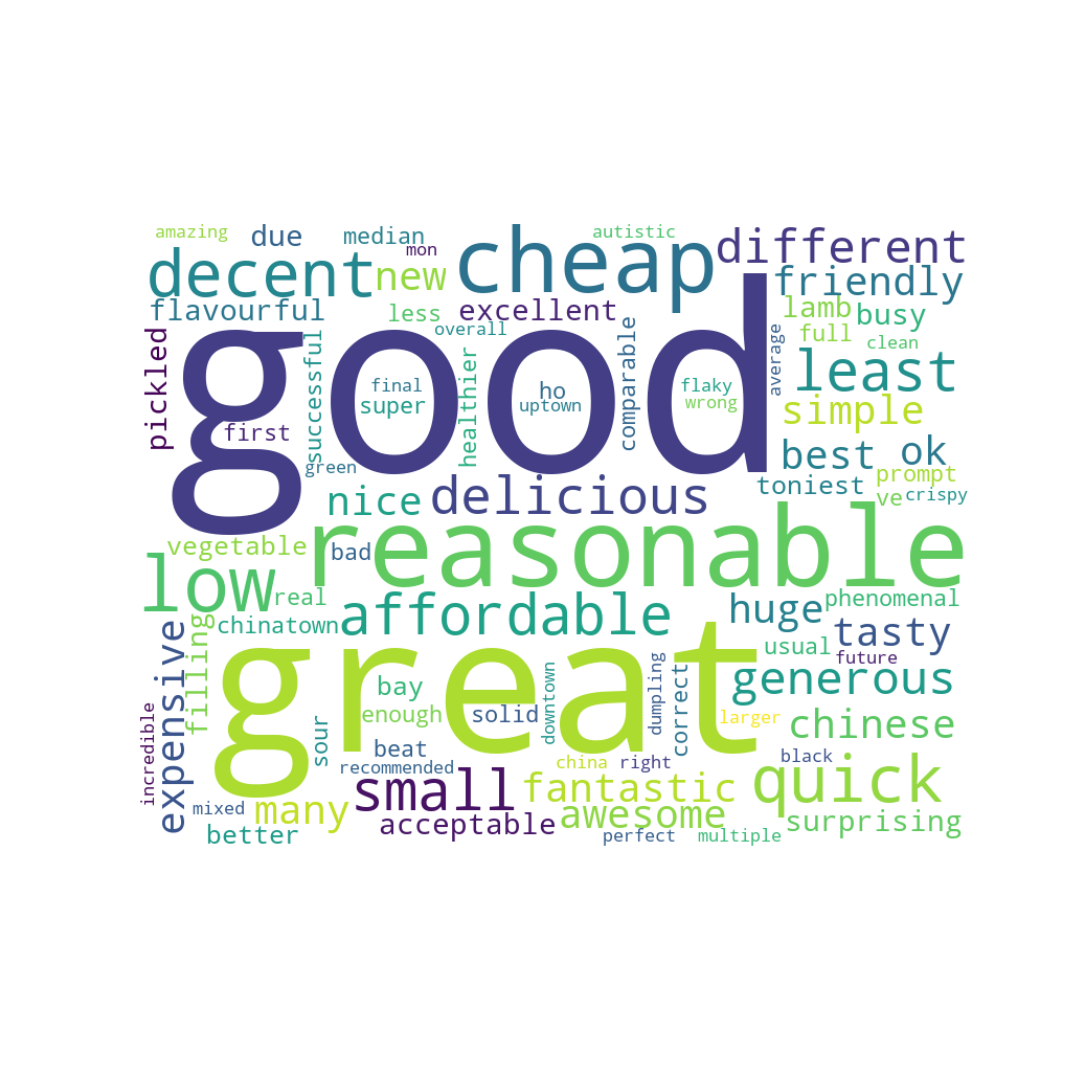 amazing
due
median
mon
cheap
autistic
different
decent
new
friendly
flavourful
less
excellent
lamb
busy
overall
full
clean
good
pickled
successful
healthier
comparable
average
least
final
super
ho
uptown
flaky
wrong
simple
first
green
best
ok
prompt
toniest
ve
crispy
nice
delicious
vegetable
bad
reasonable
low
real
affordable
huge
phenomenal
chinatown
tasty
expensive
filling
great
usual
future
bay
downtown
dumpling
correct
generous
enough
solid
larger
chinese
sour
incredible
beat
recommended
china
right
black
small
fantastic
quick
mixed
many
acceptable
awesome
surprising
better
perfect
multiple